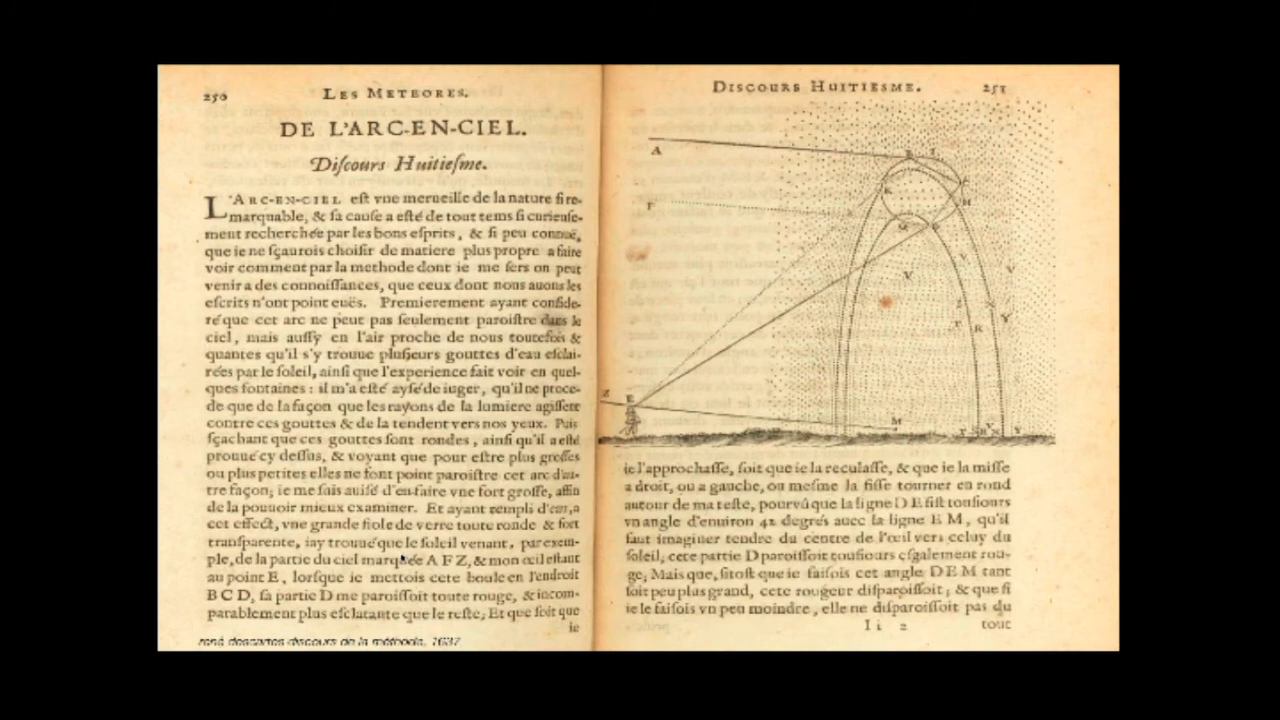 250
LES METEORES.
DE L'ARC-EN-CIEL.
Discours Huitiesme.
L'ARC-EN-CIEL est vne merueille de la nature si re-
marquable, & sa cause a esté de tout tems si curieuse-
ment recherchée par les bons esprits, & si peu connuë,
que ie ne sçaurois choisir de matiere plus propre a faire
voir comment par la methode dont ie me sers on peut
venir a des connoissances, que ceux dont nous auons les
escrits n'ont point euës. Premierement ayant conside-
ré que cet arc ne peut pas seulement paroistre dans le
ciel, mais aussy en l'air proche de nous toutefois &
quantes qu'il s'y trouue plusieurs gouttes d'eau esclai-
rées par le soleil, ainsi que l'experience fait voir en quel-
ques fontaines: il m'a esté aysé de iuger, qu'il ne proce-
de que de la façon que les rayons de la lumiere agissent
contre ces gouttes & de la tendent vers nos yeux. Puis
sçachant que ces gouttes sont rondes, ainsi qu'il a esté
prouué cy dessus, & voyant que pour estre plus grosses
ou plus petites elles ne font point paroistre cet arc d'au-
tre façon, ie me suis auisé d'en faire vne fort grosse, affin
de la pouuoir mieux examiner. Et ayant rempli d'eau, a
cet effect, vne grande fiole de verre toute ronde & fort
transparente, iay trouué que le soleil venant, par exem-
ple, de la partie du ciel marquée A F Z, & mon œil estant
au point E, lorsque ie mettois cete boule en l'endroit
B C D, sa partie D me paroissoit toute rouge, & incom-
parablement plus esclatante que le reste; Et que soit que
ie
rené descartes discours de la méthode, 1637
DISCOURS HUITIESME.
251
A
B
F
K
H
D
V
V
V
Y
R
Z
E
M
Y
ie l'approchasse, soit que ie la reculasse, & que ie la misse
a droit, ou a gauche, ou mesme la fisse tourner en rond
autour de ma teste, pourvû que la ligne D E fist tousiours
vn angle d'enuiron 42 degrés auec la ligne E M, qu'il
faut imaginer tendre du centre de l'œil vers celuy du
soleil, cete partie D paroissoit tousiours esgalement rou-
ge; Mais que, sitost que ie faisois cet angle D E M tant
soit peu plus grand, cete rougeur disparoissoit; & que si
ie le faisois vn peu moindre, elle ne disparoissoit pas du
I i 2
tout